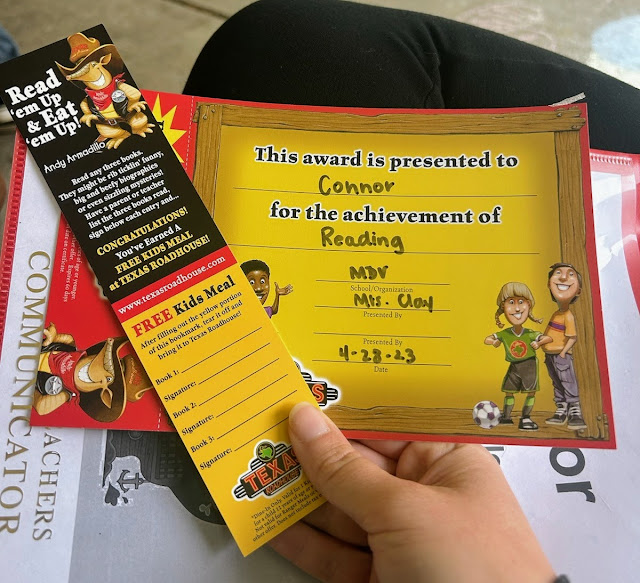 Read
'em Up
& Eat
'em Up!
Andy Armadillo
Read any three books.
They might be rib ticklin' funny,
big and beefy biographies
or even sizzling mysteries!
Have a parent or teacher
list the three books read,
sign below each entry and...
CONGRATULATIONS!
You've Earned A
FREE KIDS MEAL
at TEXAS ROADHOUSE!
www.texasroadhouse.com
FREE Kids Meal
After filling out the yellow portion
of this bookmark, tear it off and
bring it to Texas Roadhouse!
Book 1:
Signature:
Book 2:
Signature:
Book 3:
Signature:
TEXAS
ROADHOUSE
This award is presented to
Connor
for the achievement of
Reading
MDV
School/Organization
Mrs. Clay
Presented By
Presented By
4-28-23
Date
TEACHERS
COMMUNICATOR
or